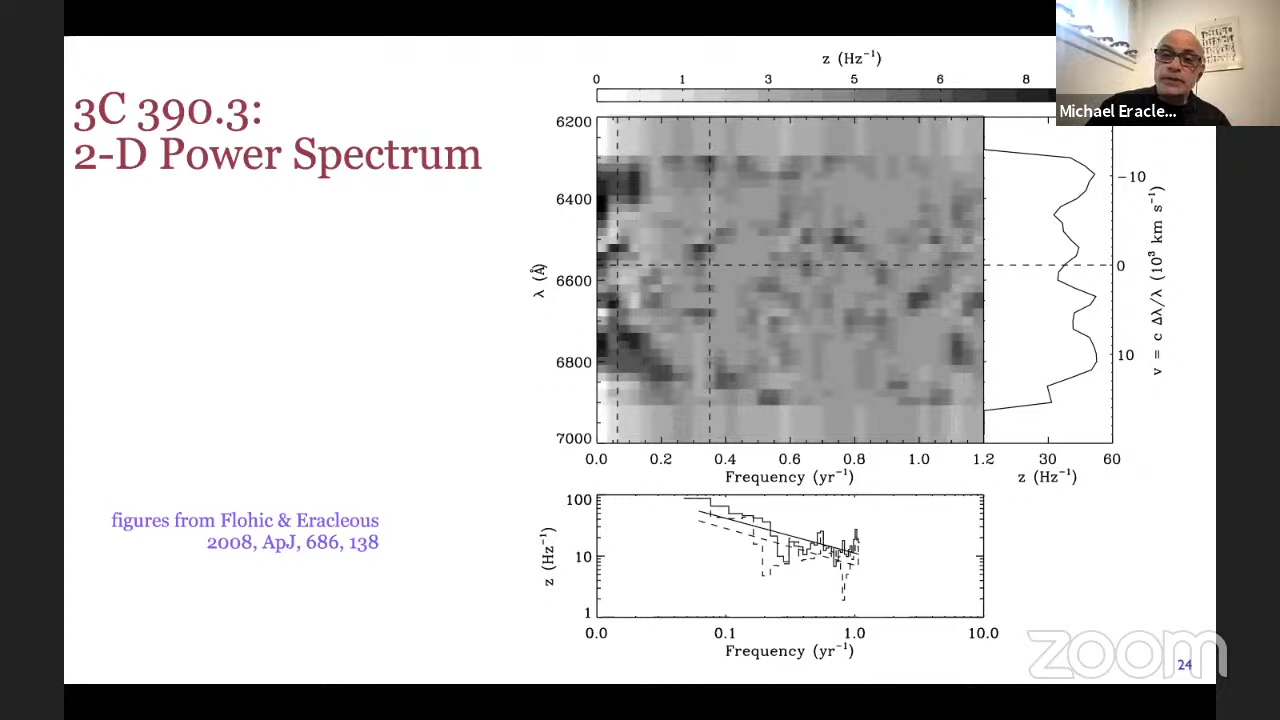 3C 390.3:
2-D Power Spectrum
figures from Flohic & Eracleous
2008, ApJ, 686, 138
z (Hz⁻¹)
0 1 3 5 6 8
6200
6400
6600
6800
7000
λ (Å)
0.0 0.2 0.4 0.6 0.8 1.0 1.2
Frequency (yr⁻¹)
30 60
z (Hz⁻¹)
−10
0
10
v = c Δλ/λ (10³ km s⁻¹)
100
10
1
z (Hz⁻¹)
0.0 0.1 1.0 10.0
Frequency (yr⁻¹)
Michael Eracle...
zoom
24